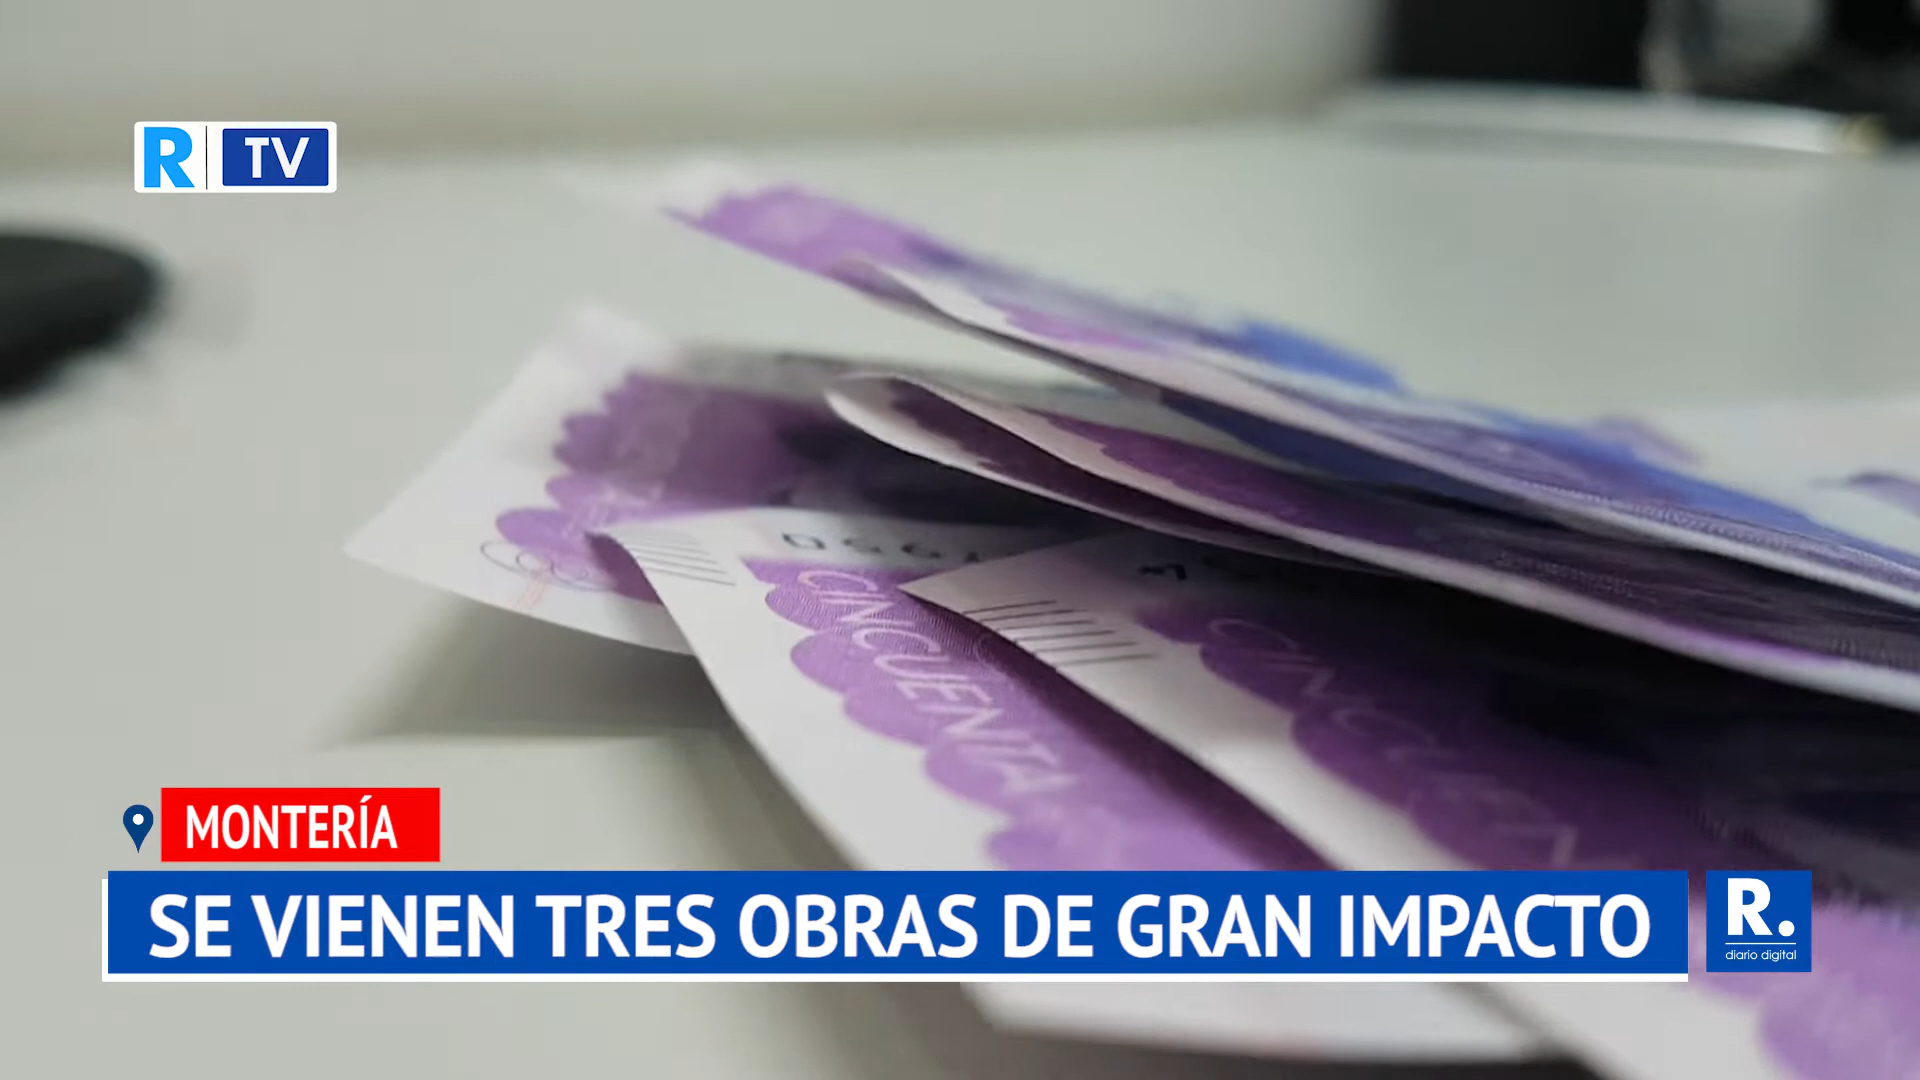 R TV
CINCUENTA
MONTERÍA
SE VIENEN TRES OBRAS DE GRAN IMPACTO
R.
diario digital